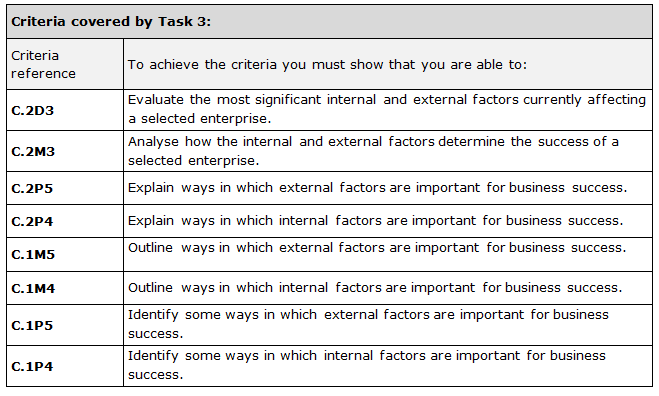 Criteria covered by Task 3:
Criteria
reference
To achieve the criteria you must show that you are able to:
C.2D3
Evaluate the most significant internal and external factors currently affecting
a selected enterprise.
C.2M3
Analyse how the internal and external factors determine the success of a
selected enterprise.
C.2P5
Explain ways in which external factors are important for business success.
C.2P4
Explain ways in which internal factors are important for business success.
C.1M5
Outline ways in which external factors are important for business success.
C.1M4
Outline ways in which internal factors are important for business success.
C.1P5
Identify some ways in which external factors are important for business
success.
C.1P4
Identify some ways in which internal factors are important for business
success.